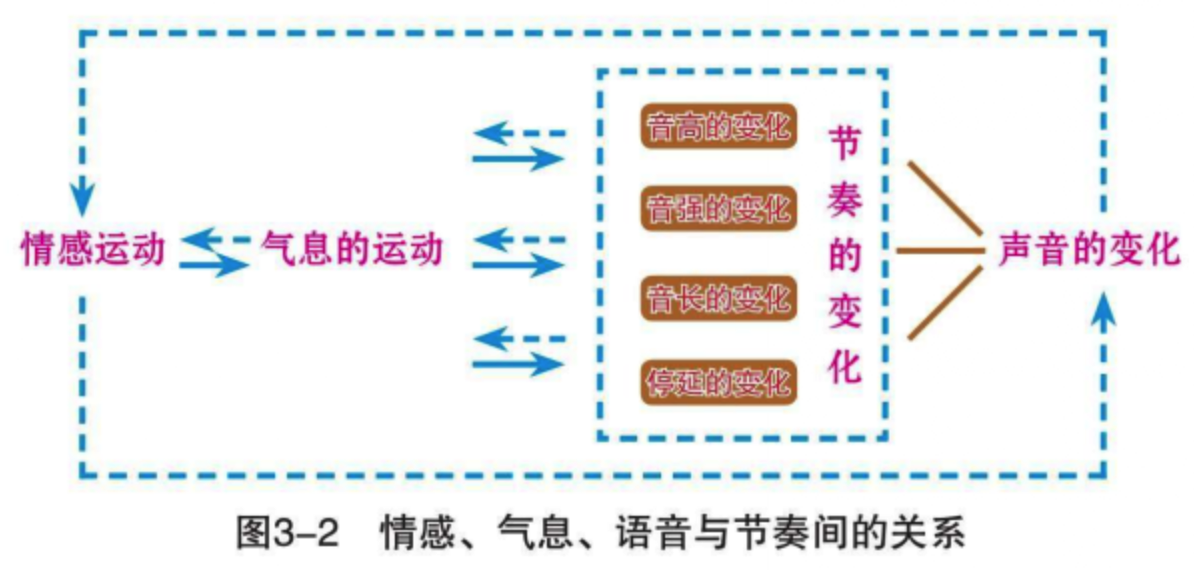 音高的变化
音强的变化
音长的变化
停延的变化
节奏的变化
情感运动
气息的运动
声音的变化
图3-2 情感、气息、语音与节奏间的关系